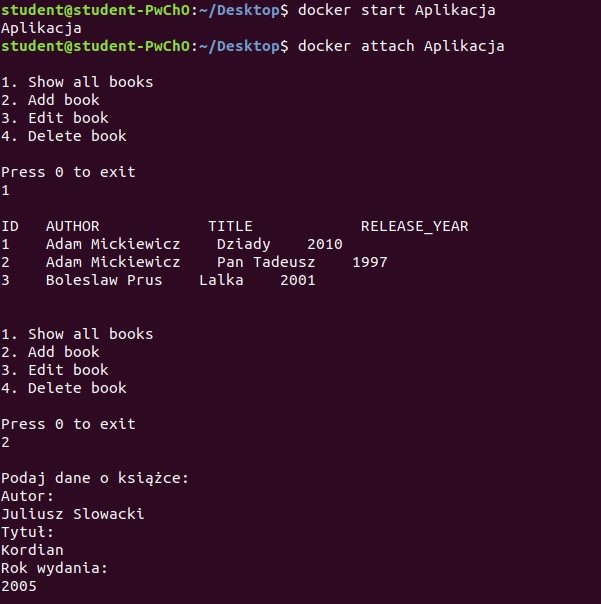 student@student-PwChO:~/Desktop$ docker start Aplikacja
Aplikacja
student@student-PwChO:~/Desktop$ docker attach Aplikacja
1. Show all books
2. Add book
3. Edit book
4. Delete book
Press 0 to exit
1
ID AUTHOR TITLE RELEASE_YEAR
1 Adam Mickiewicz Dziady 2010
2 Adam Mickiewicz Pan Tadeusz 1997
3 Boleslaw Prus Lalka 2001
1. Show all books
2. Add book
3. Edit book
4. Delete book
Press 0 to exit
2
Podaj dane o książce:
Autor:
Juliusz Slowacki
Tytuł:
Kordian
Rok wydania:
2005